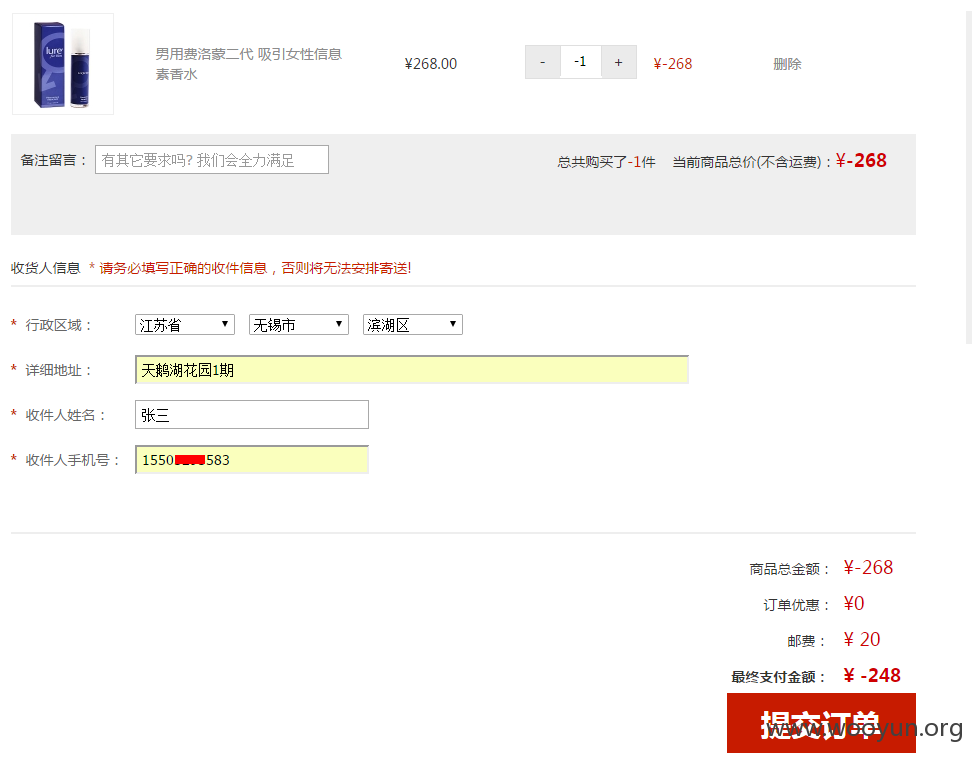 lure
for him
男用费洛蒙二代 吸引女性信息
素香水
¥268.00
- -1 +
¥-268
删除
备注留言： 有其它要求吗? 我们会全力满足
总共购买了-1件 当前商品总价(不含运费)：¥-268
收货人信息 * 请务必填写正确的收件信息，否则将无法安排寄送!
* 行政区域： 江苏省 无锡市 滨湖区
* 详细地址： 天鹅湖花园1期
* 收件人姓名： 张三
* 收件人手机号： 1550 583
商品总金额： ¥-268
订单优惠： ¥0
邮费： ¥ 20
最终支付金额： ¥ -248
提交订单
www.wooyun.org